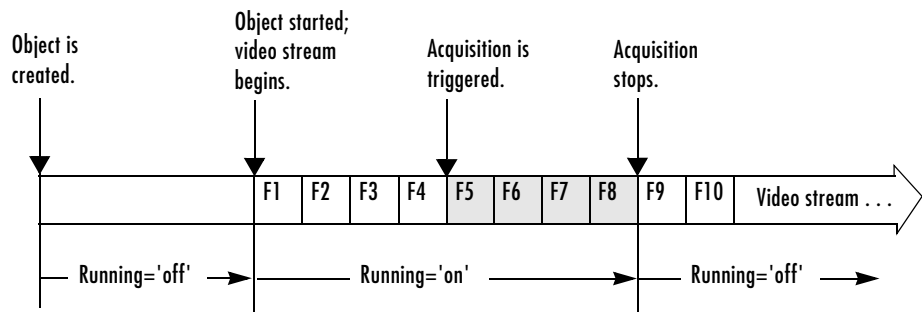 Object is
created.
Object started;
video stream
begins.
Acquisition is
triggered.
Acquisition
stops.
F1 F2 F3 F4 F5 F6 F7 F8 F9 F10 Video stream . . .
Running='off' Running='on' Running='off'